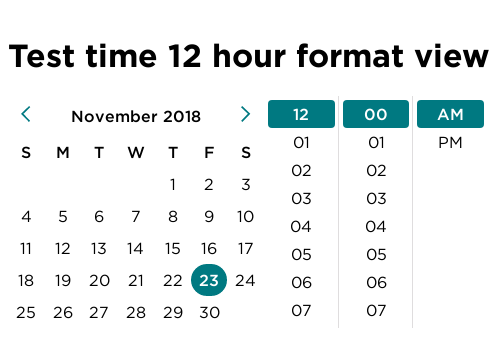 Test time 12 hour format view
November 2018
S M T W T F S
1 2 3
4 5 6 7 8 9 10
11 12 13 14 15 16 17
18 19 20 21 22 23 24
25 26 27 28 29 30
12 00 AM
01 01 PM
02 02
03 03
04 04
05 05
06 06
07 07